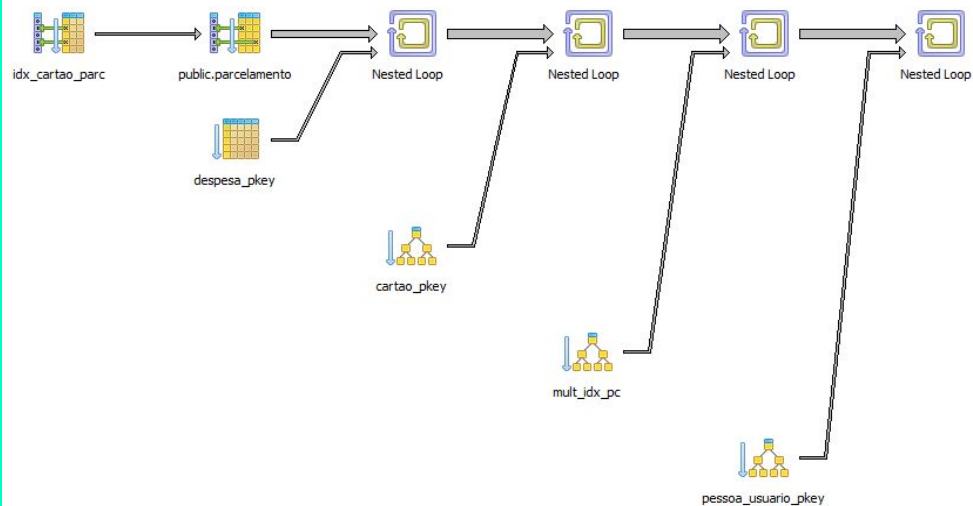 idx_cartao_parc
public.parcelamento
Nested Loop
Nested Loop
Nested Loop
Nested Loop
despesa_pkey
cartao_pkey
mult_idx_pc
pessoa_usuario_pkey